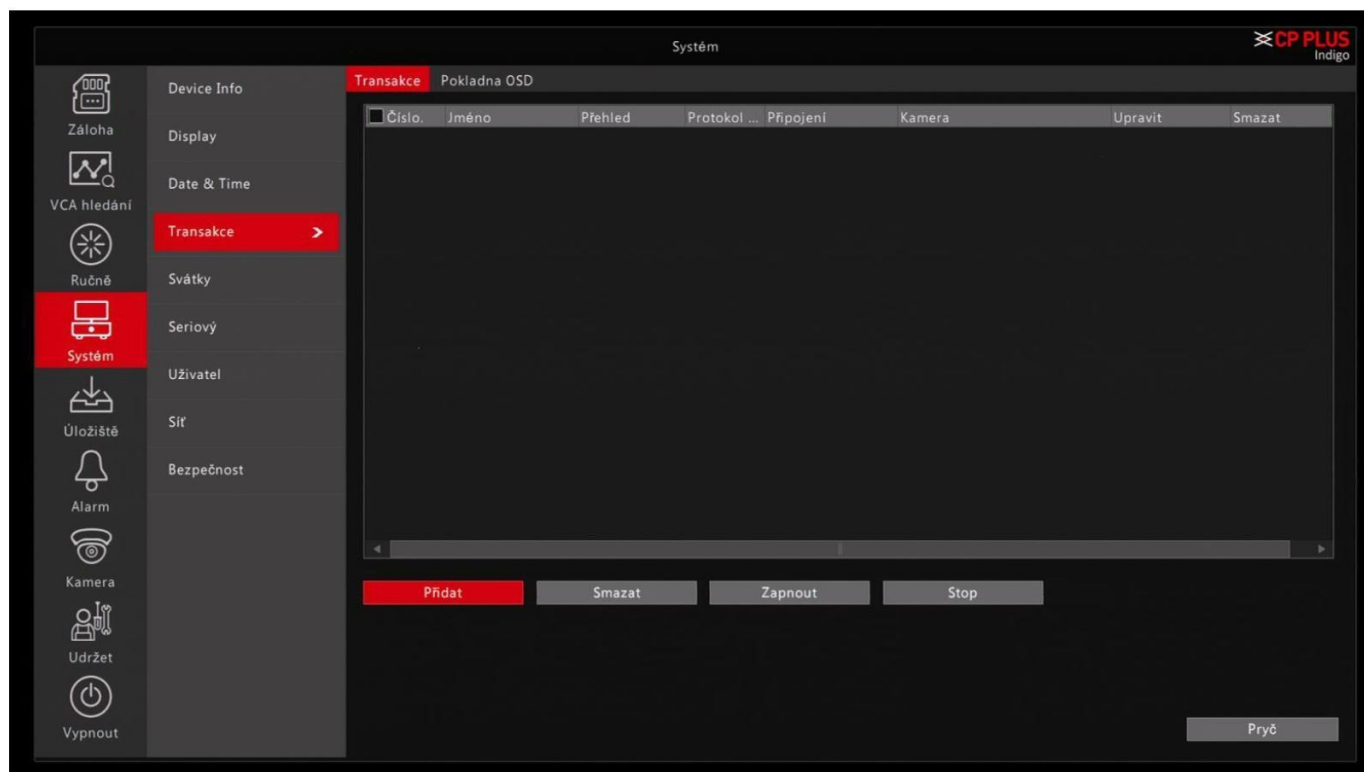 Systém
CP PLUS
Indigo
Záloha
VCA hledání
Ručně
Systém
Úložiště
Alarm
Kamera
Udržet
Vypnout
Device Info
Display
Date & Time
Transakce
Svátky
Seriový
Uživatel
Síť
Bezpečnost
Transakce Pokladna OSD
Číslo. Jméno Přehled Protokol ... Připojení Kamera Upravit Smazat
Přidat Smazat Zapnout Stop
Pryč